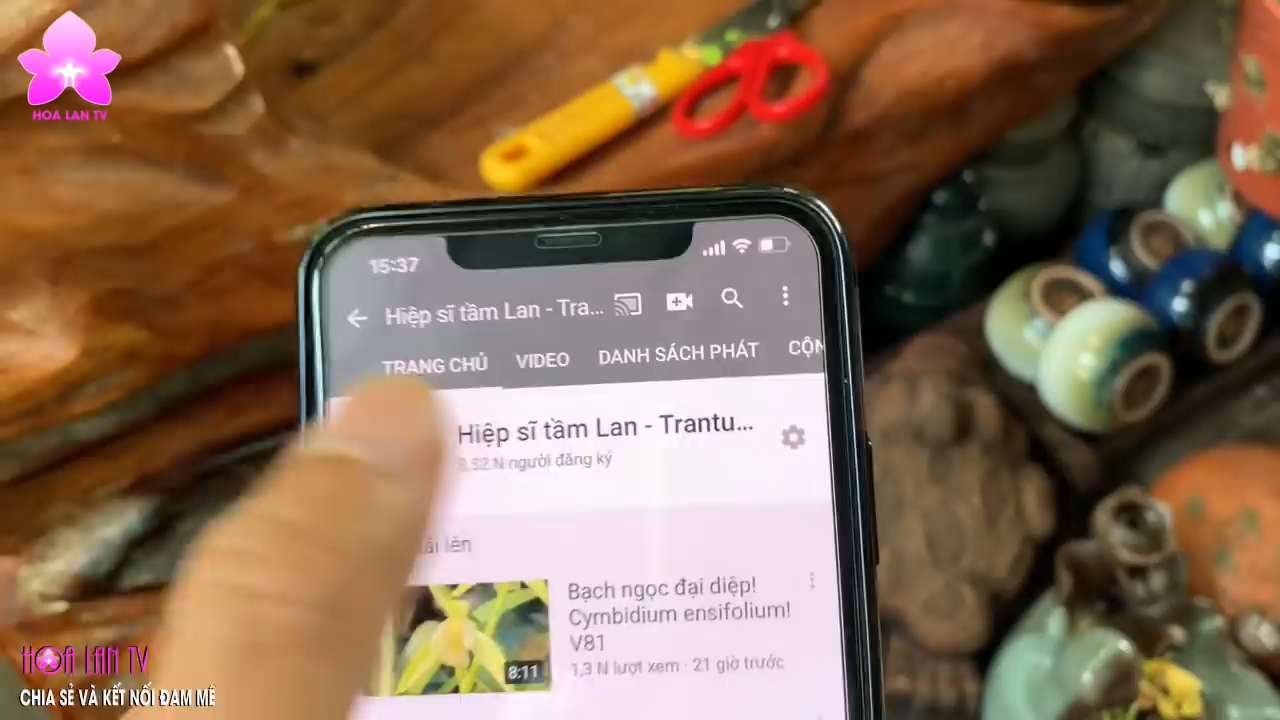 HOA LAN TV
15:37
Hiệp sĩ tầm Lan - Tra...
TRANG CHỦ VIDEO DANH SÁCH PHÁT CỘN
Hiệp sĩ tầm Lan - Trantu...
N người đăng ký
lên
Bạch ngọc đại diệp!
Cymbidium ensifolium!
V81
1,3 N lượt xem · 21 giờ trước
8:11
HOA LAN TV
CHIA SẺ VÀ KẾT NỐI ĐAM MÊ